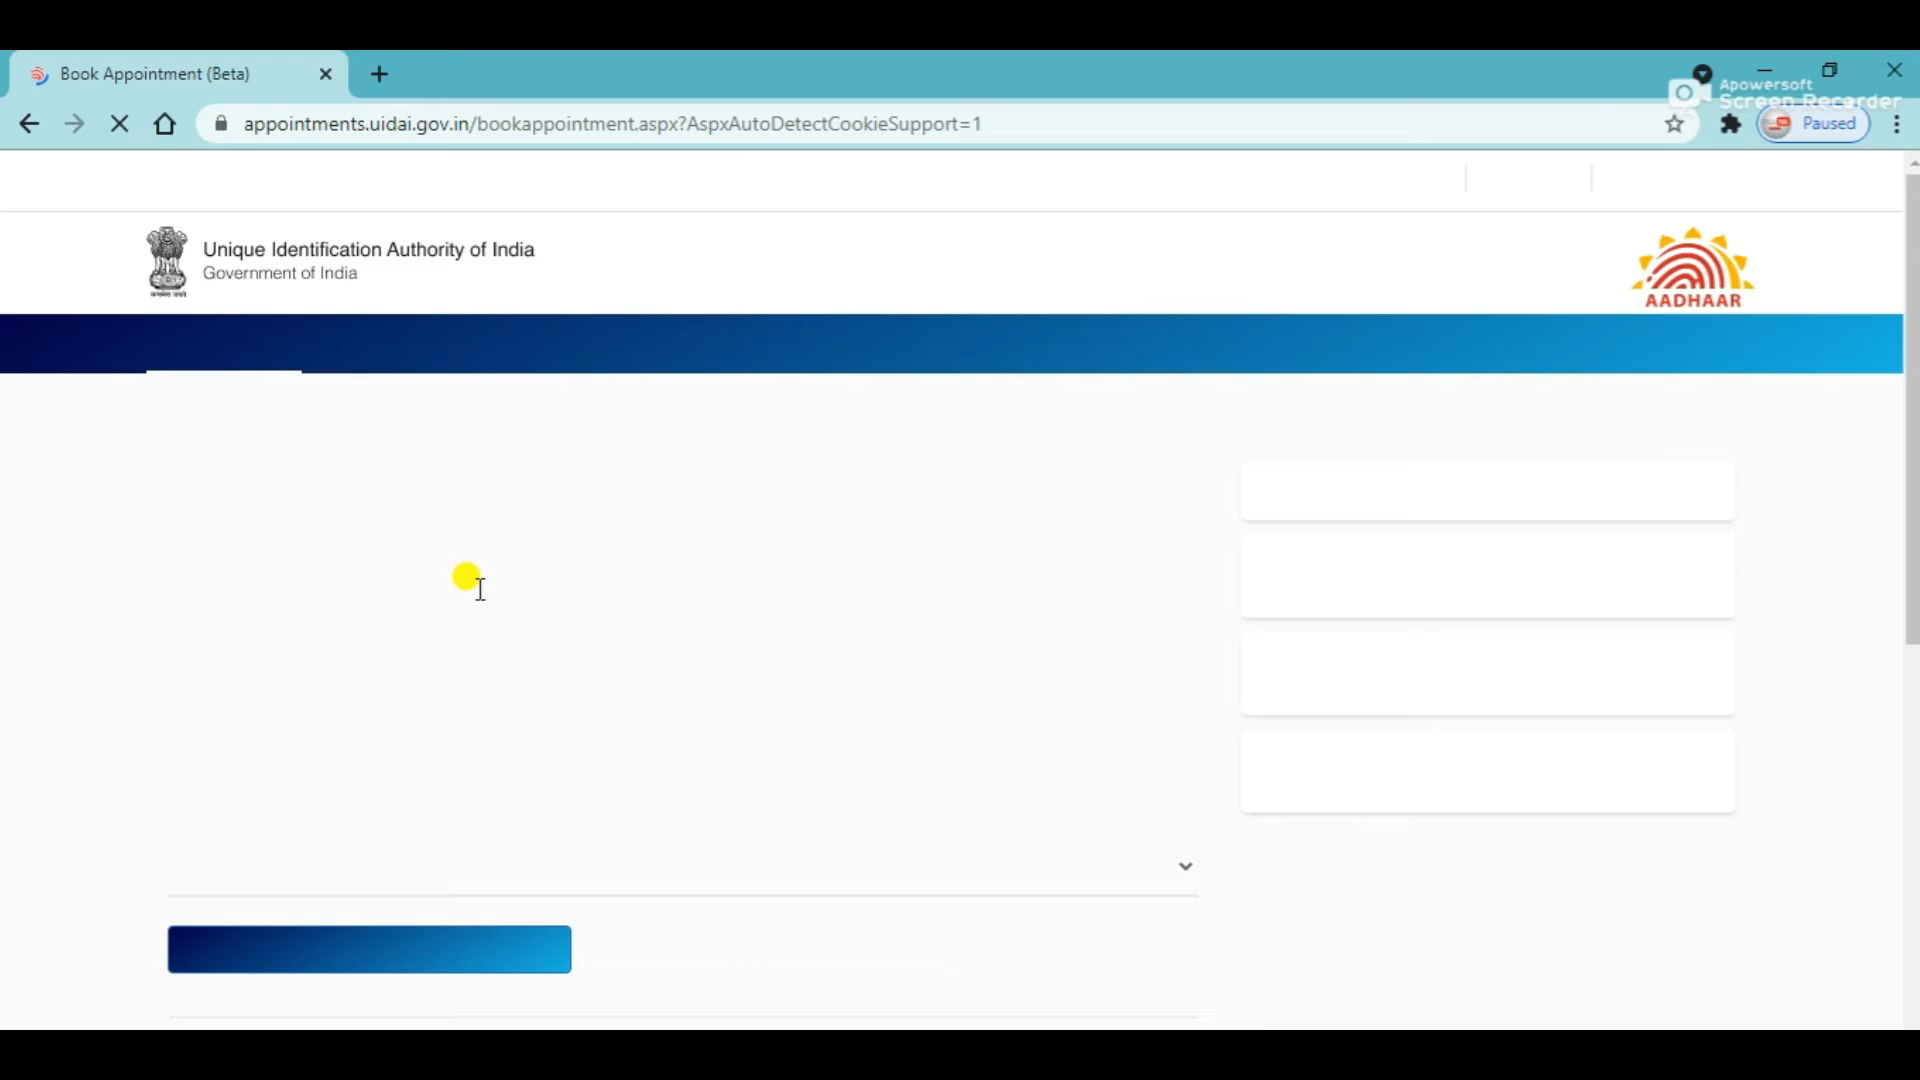 Book Appointment (Beta)
Apowersoft
Screen Recorder
appointments.uidai.gov.in/bookappointment.aspx?AspxAutoDetectCookieSupport=1
Paused
Unique Identification Authority of India
Government of India
AADHAAR